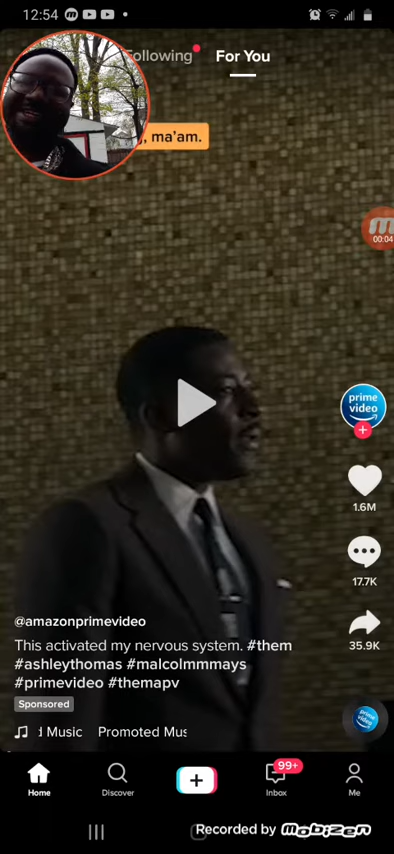 12:54
Following
For You
, ma'am.
00:04
prime
video
1.6M
17.7K
35.9K
@amazonprimevideo
This activated my nervous system. #them
#ashleythomas #malcolmmmays
#primevideo #themapv
Sponsored
prime
video
Music Promoted Mus
Home
Discover
99+
Inbox
Me
Recorded by mobizen